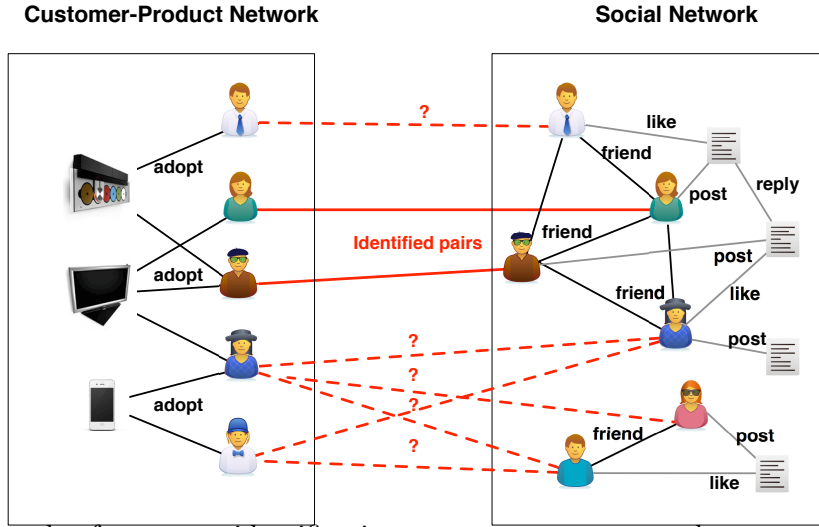 Customer-Product Network
Social Network
?
like
adopt
friend
post
reply
Identified pairs
friend
adopt
post
friend
like
?
post
?
adopt
?
friend
post
?
like